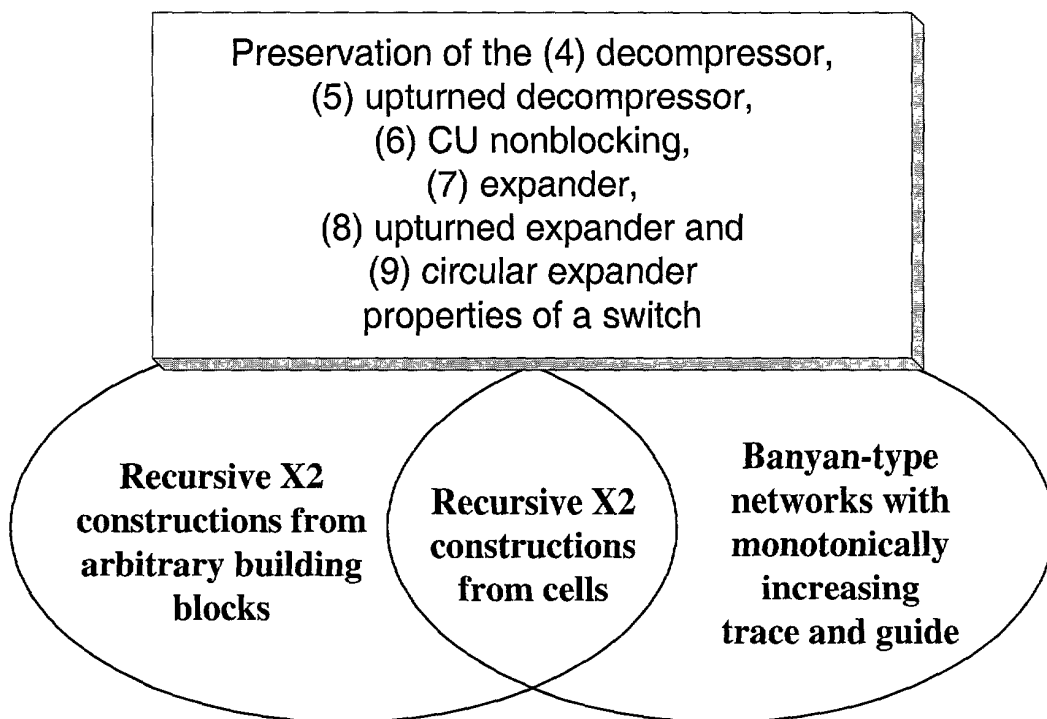 Preservation of the (4) decompressor,
(5) upturned decompressor,
(6) CU nonblocking,
(7) expander,
(8) upturned expander and
(9) circular expander
properties of a switch
Recursive X2
constructions from
arbitrary building
blocks
Recursive X2
constructions
from cells
Banyan-type
networks with
monotonically
increasing
trace and guide